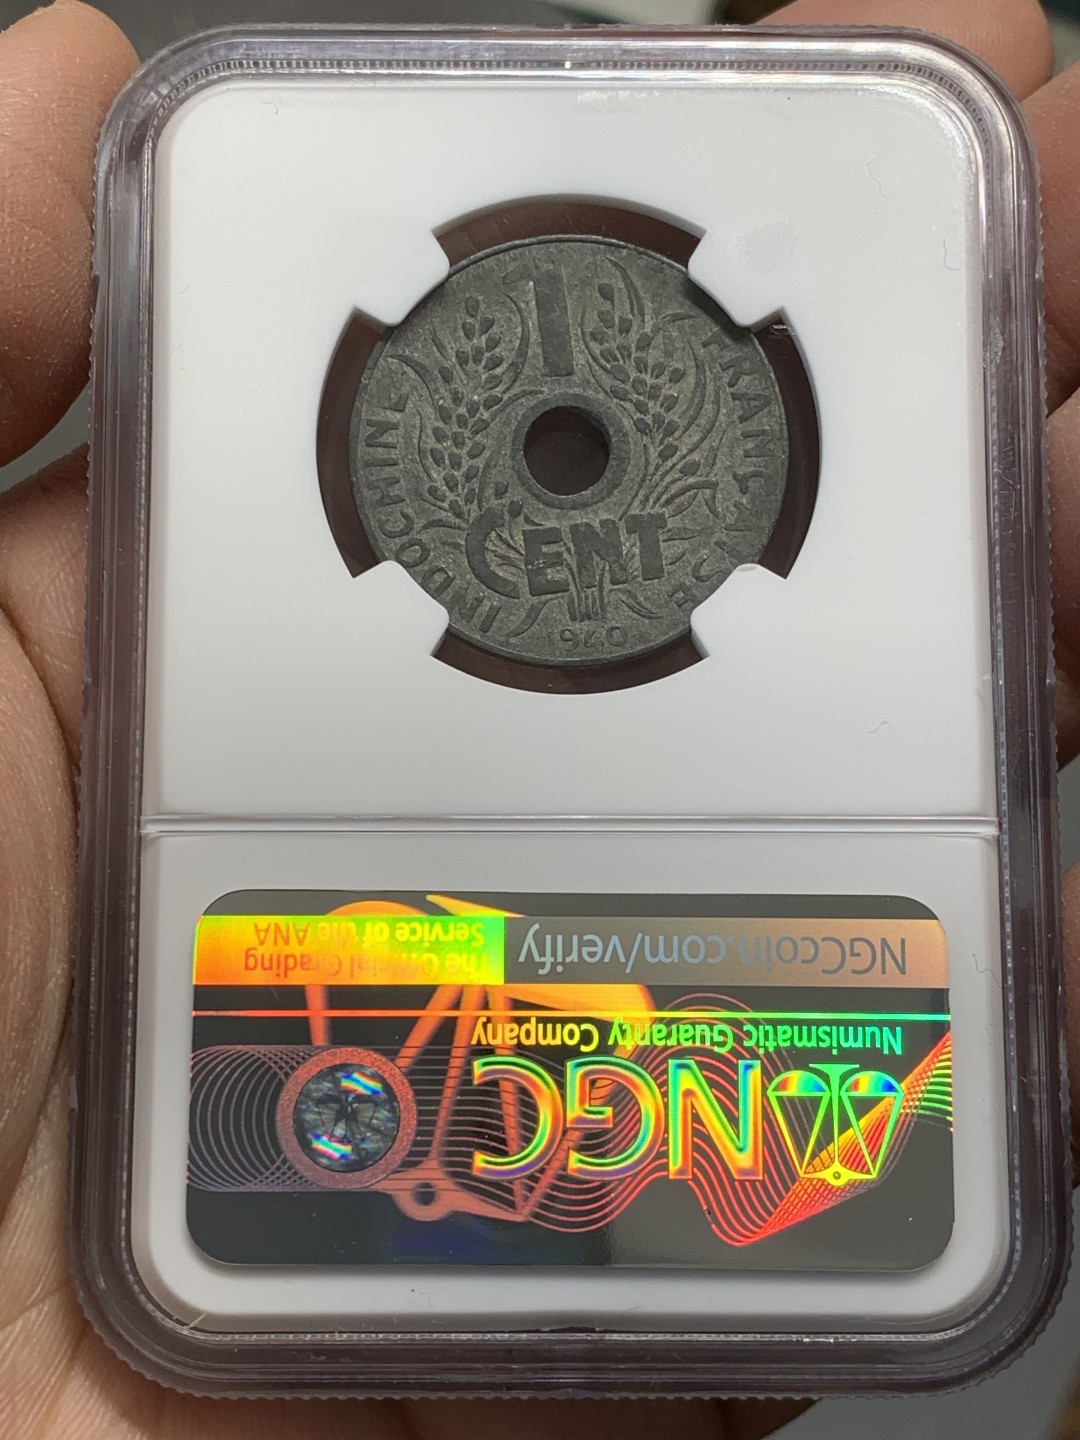 1
INDOCHINE
FRANÇAISE
CENT
1940
NGC
Numismatic Guaranty Company
NGCcoin.com/verify
The Official Grading
Service of the ANA